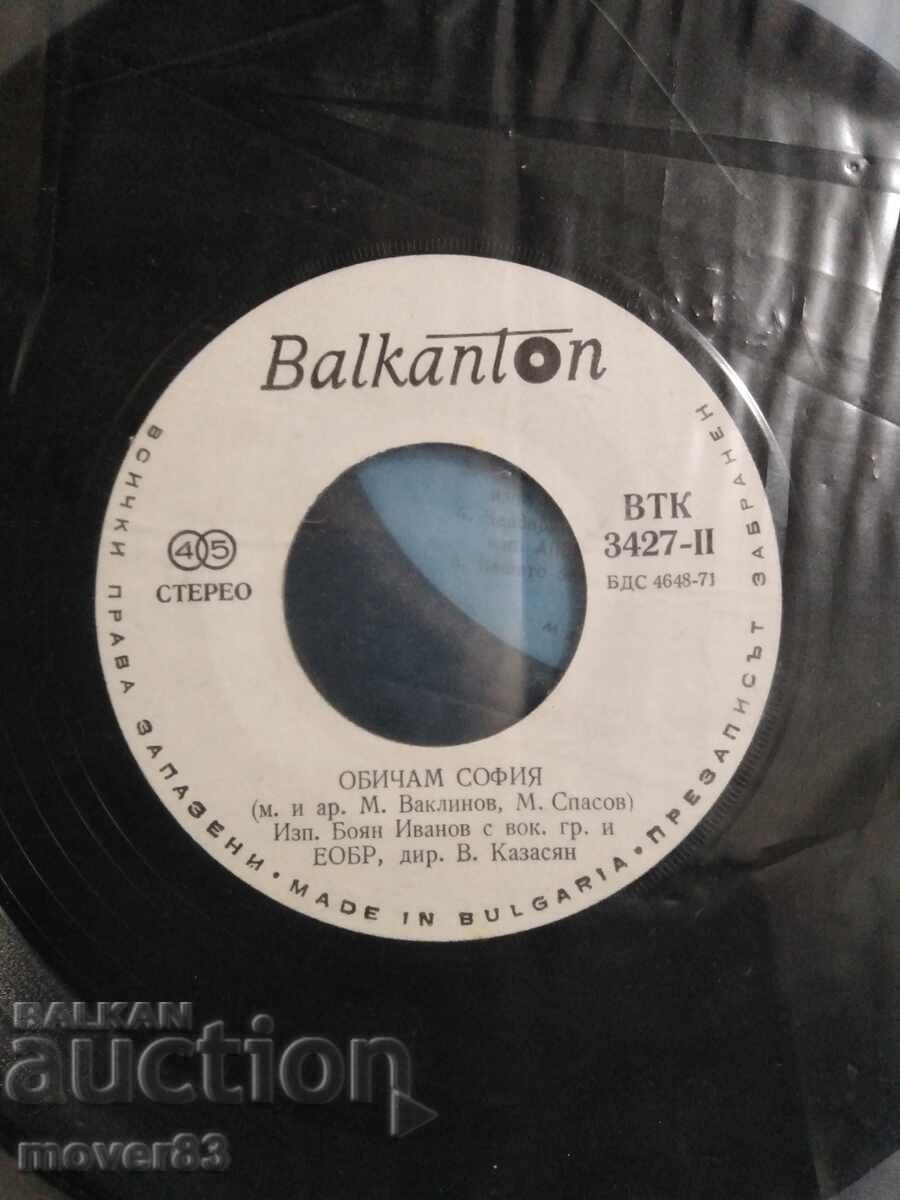 Balkanton
45
СТЕРЕО
ВТК
3427-II
БДС 4648-71
ОБИЧАМ СОФИЯ
(м. и ар. М. Ваклинов, М. Спасов)
Изп. Боян Иванов с вок. гр. и
ЕОБР, дир. В. Казасян
ВСИЧКИ ПРАВА ЗАПАЗЕНИ • MADE IN BULGARIA • ПРЕЗАПИСЪТ ЗАБРАНЕН
BALKAN
auction
mover83